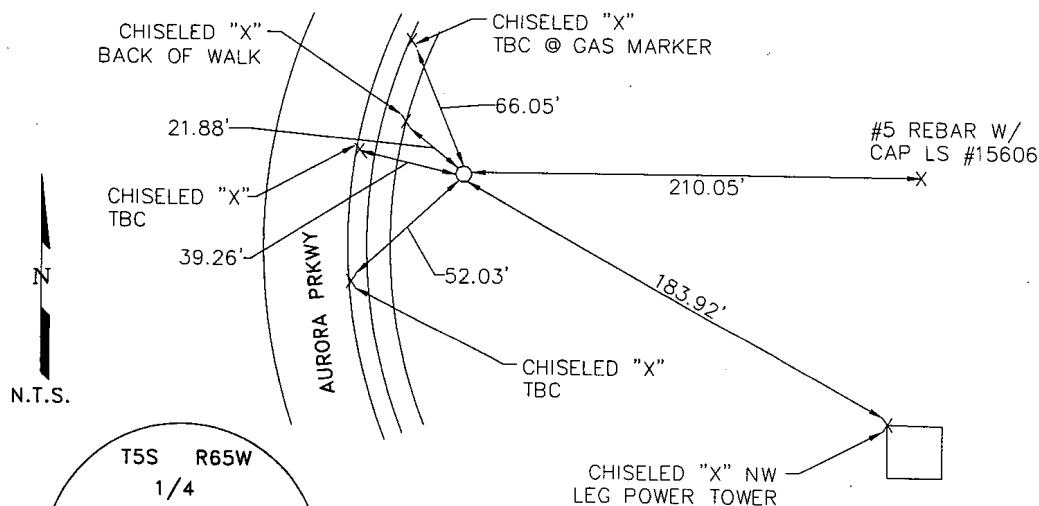 CHISELED "X"
BACK OF WALK
CHISELED "X"
TBC @ GAS MARKER
66.05'
21.88'
#5 REBAR W/
CAP LS #15606
210.05'
CHISELED "X"
TBC
39.26'
52.03'
183.92'
N
AURORA PRKWY
N.T.S.
CHISELED "X"
TBC
CHISELED "X" NW
LEG POWER TOWER
T5S R65W
1/4